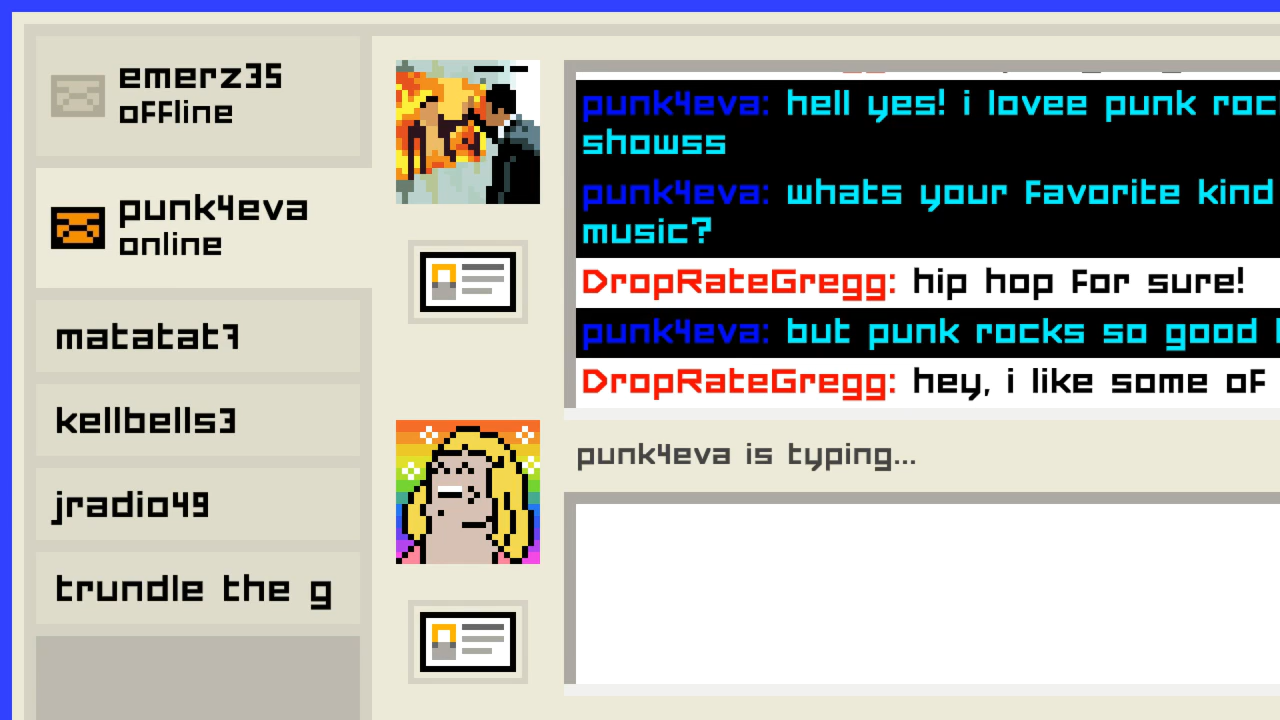 emerz35
offline
punk4eva
online
matatat7
kellbells3
jradio49
trundle the g
punk4eva: hell yes! i lovee punk roc
showss
punk4eva: whats your favorite kind
music?
DropRateGregg: hip hop for sure!
punk4eva: but punk rocks so good
DropRateGregg: hey, i like some of
punk4eva is typing...